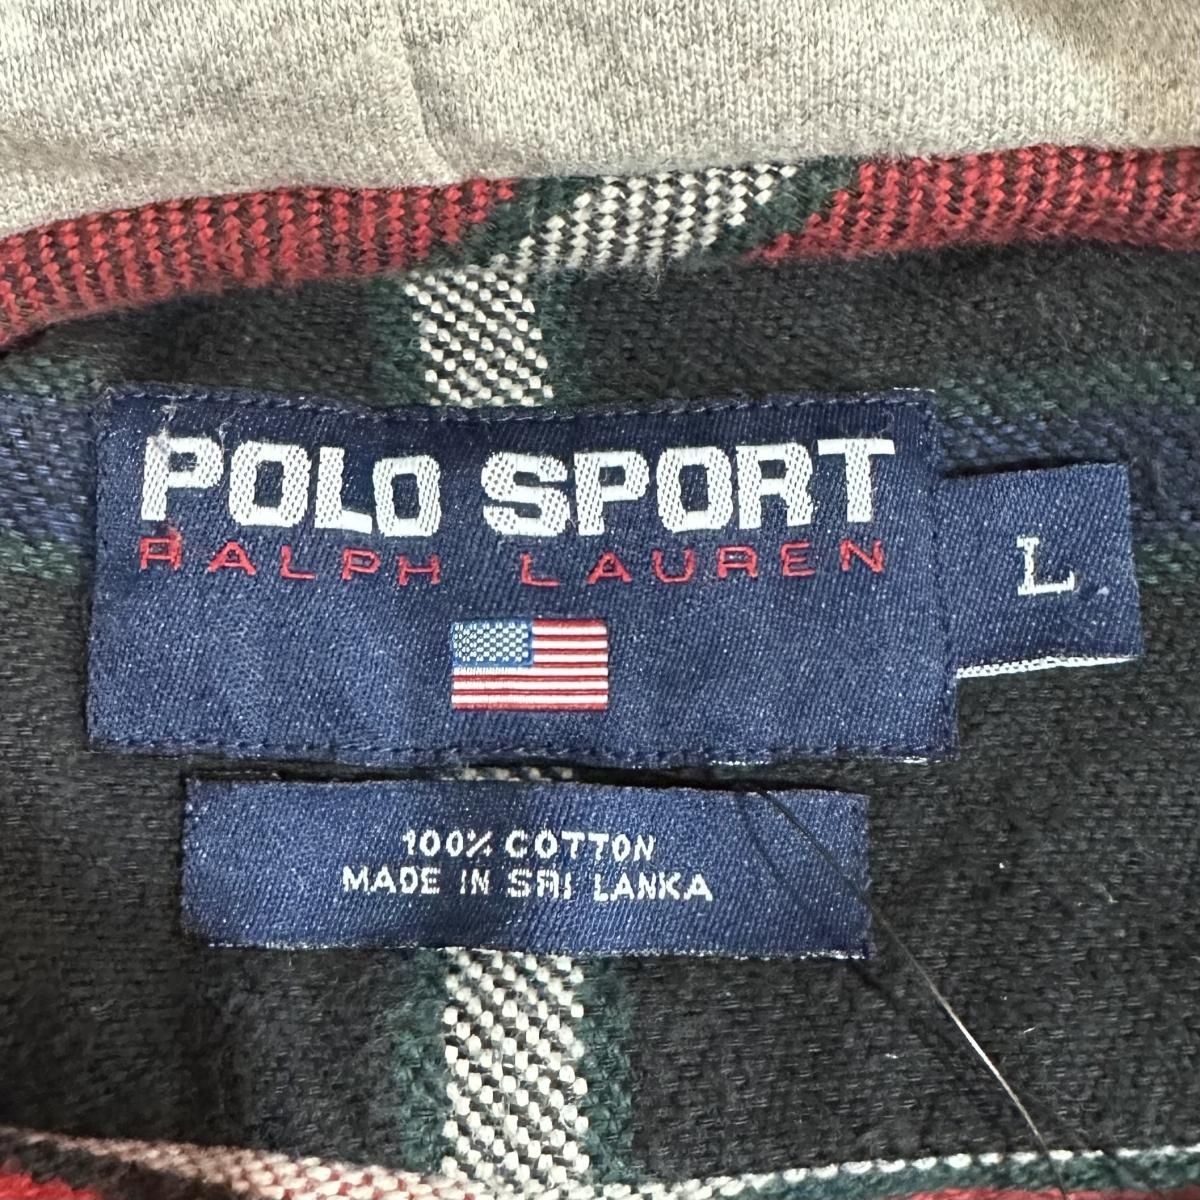 POLO SPORT
RALPH LAUREN
L
100% COTTON
MADE IN SRI LANKA